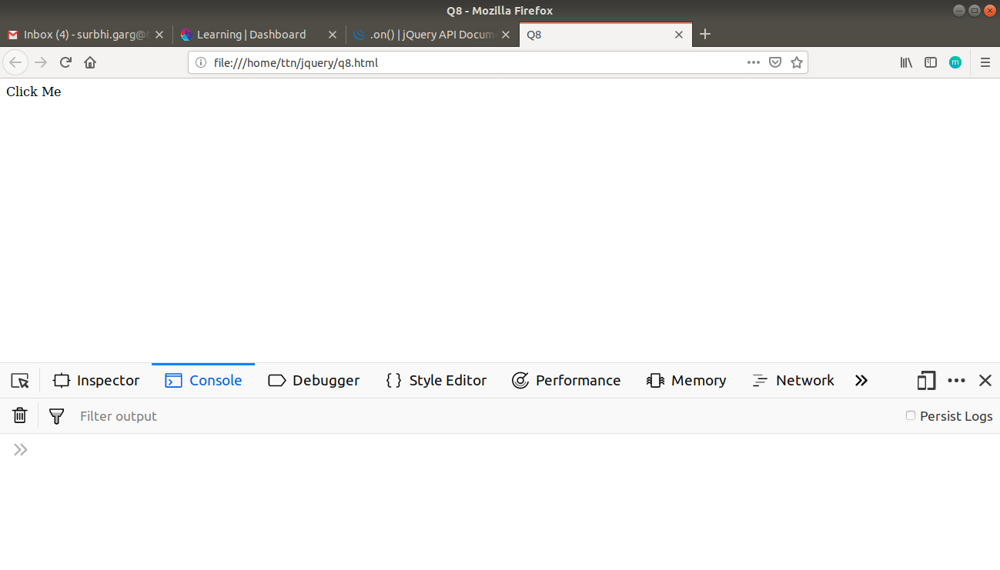 Q8 - Mozilla Firefox
Inbox (4) - surbhi.garg@t
Learning | Dashboard
.on() | jQuery API Docum
Q8
file:///home/ttn/jquery/q8.html
m
Click Me
Inspector
Console
Debugger
Style Editor
Performance
Memory
Network
Filter output
Persist Logs